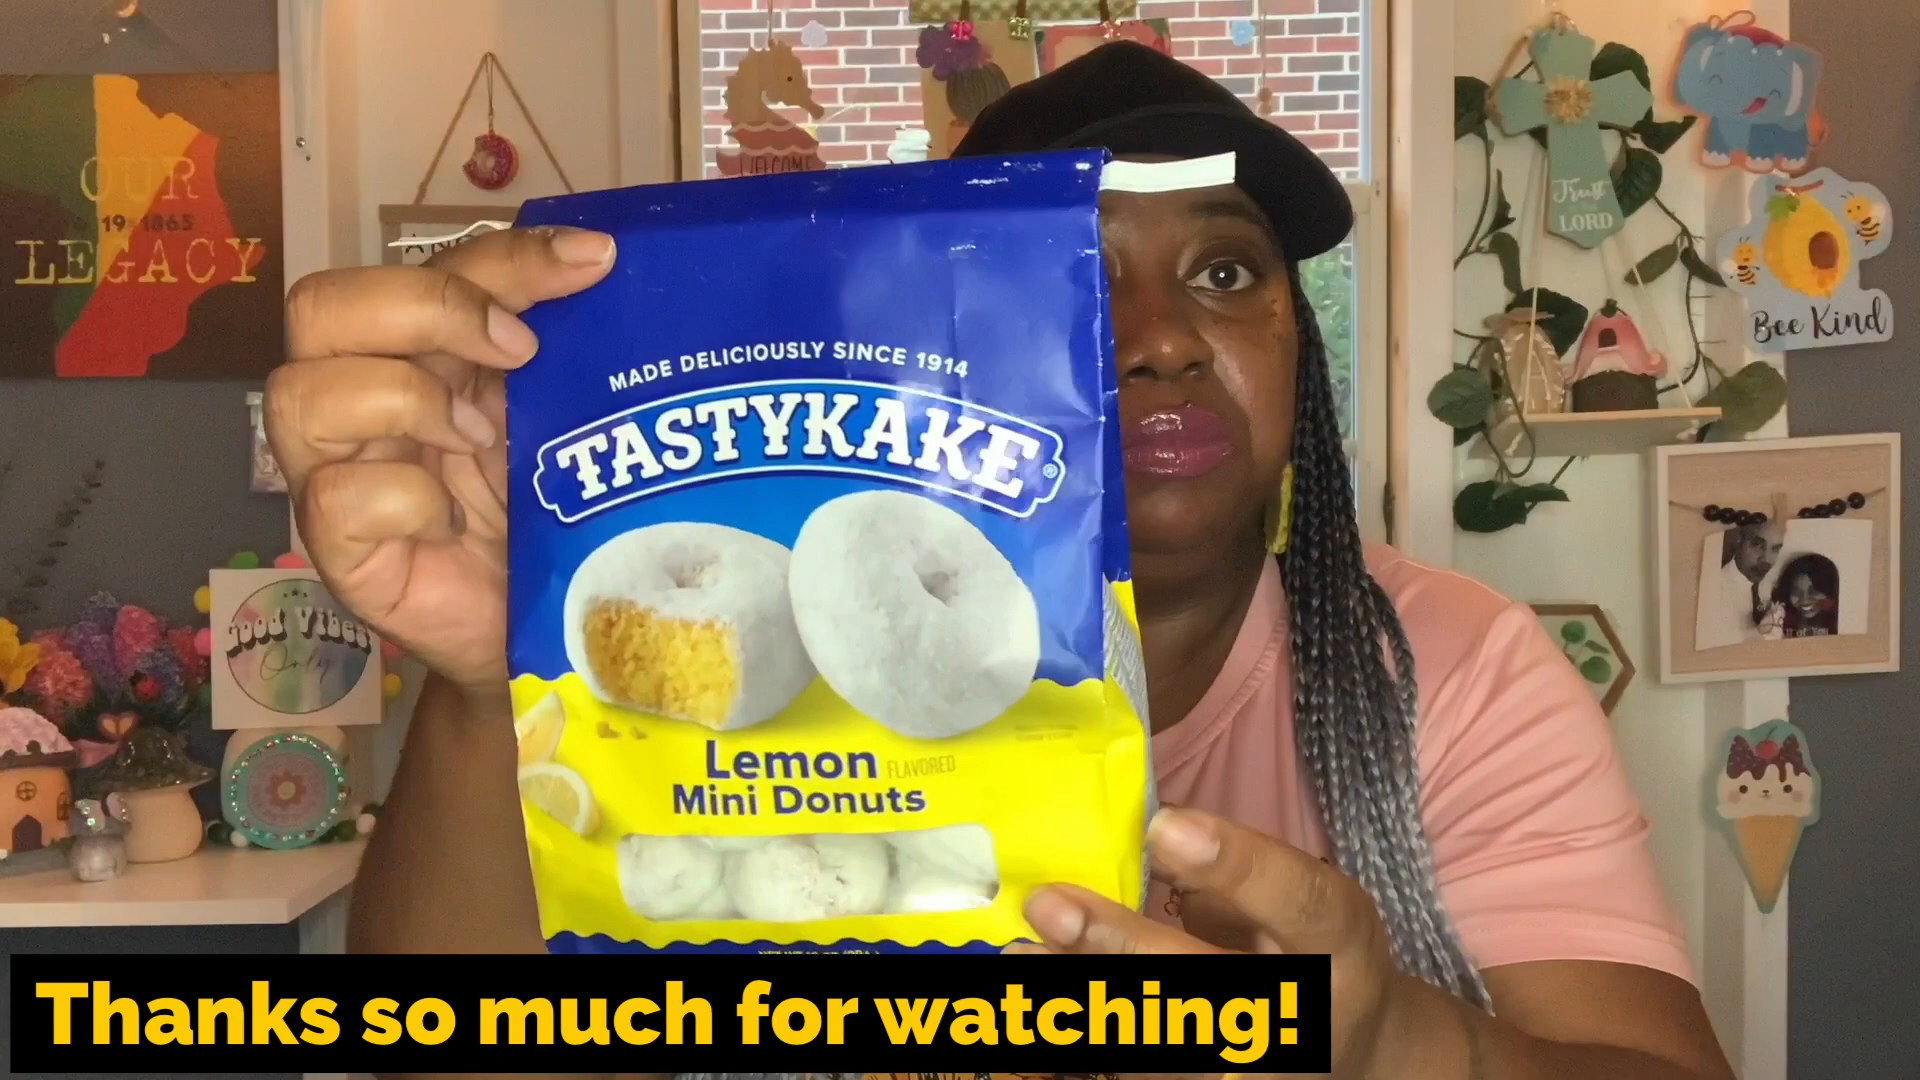 OUR
19 1865
LEGACY
WELCOME
Trust
LORD
Bee Kind
MADE DELICIOUSLY SINCE 1914
TASTYKAKE®
Good Vibes
Only
Lemon FLAVORED
Mini Donuts
Thanks so much for watching!